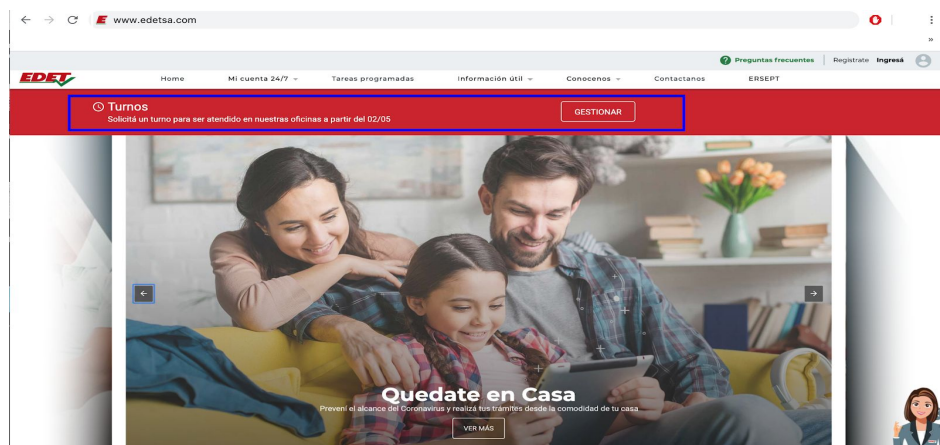 www.edetsa.com
»
Preguntas frecuentes Registrate Ingresá
EDET
Home Mi cuenta 24/7 Tareas programadas Información útil Conocenos Contactanos ERSEPT
Turnos
Solicitá un turno para ser atendido en nuestras oficinas a partir del 02/05
GESTIONAR
Quedate en Casa
Prevení el alcance del Coronavirus y realizá tus trámites desde la comodidad de tu casa
VER MÁS